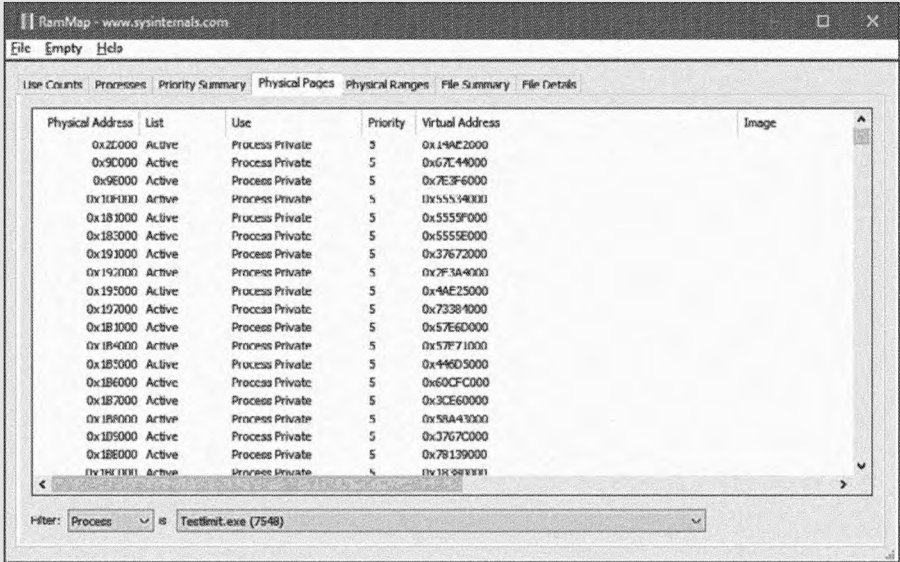 RamMap - www.sysinternals.com
File Empty Help
Use Counts Processes Priority Summary Physical Pages Physical Ranges File Summary File Details
Physical Address List Use Priority Virtual Address Image
0x2D000 Active Process Private 5 0x14AE2000
0x9D000 Active Process Private 5 0x67C44000
0x9E000 Active Process Private 5 0x7E3F6000
0x10F000 Active Process Private 5 0x55534000
0x181000 Active Process Private 5 0x5555F000
0x183000 Active Process Private 5 0x5555E000
0x191000 Active Process Private 5 0x37672000
0x192000 Active Process Private 5 0x2F3A4000
0x195000 Active Process Private 5 0x4AE25000
0x197000 Active Process Private 5 0x73384000
0x1B1000 Active Process Private 5 0x57E6D000
0x1B4000 Active Process Private 5 0x57F71000
0x1B5000 Active Process Private 5 0x446D5000
0x1B6000 Active Process Private 5 0x60CFC000
0x1B7000 Active Process Private 5 0x3CE60000
0x1B8000 Active Process Private 5 0x58A43000
0x1B9000 Active Process Private 5 0x3767C000
0x1BE000 Active Process Private 5 0x78139000
Active Process Private 5
Filter: Process is Testlimit.exe (7548)